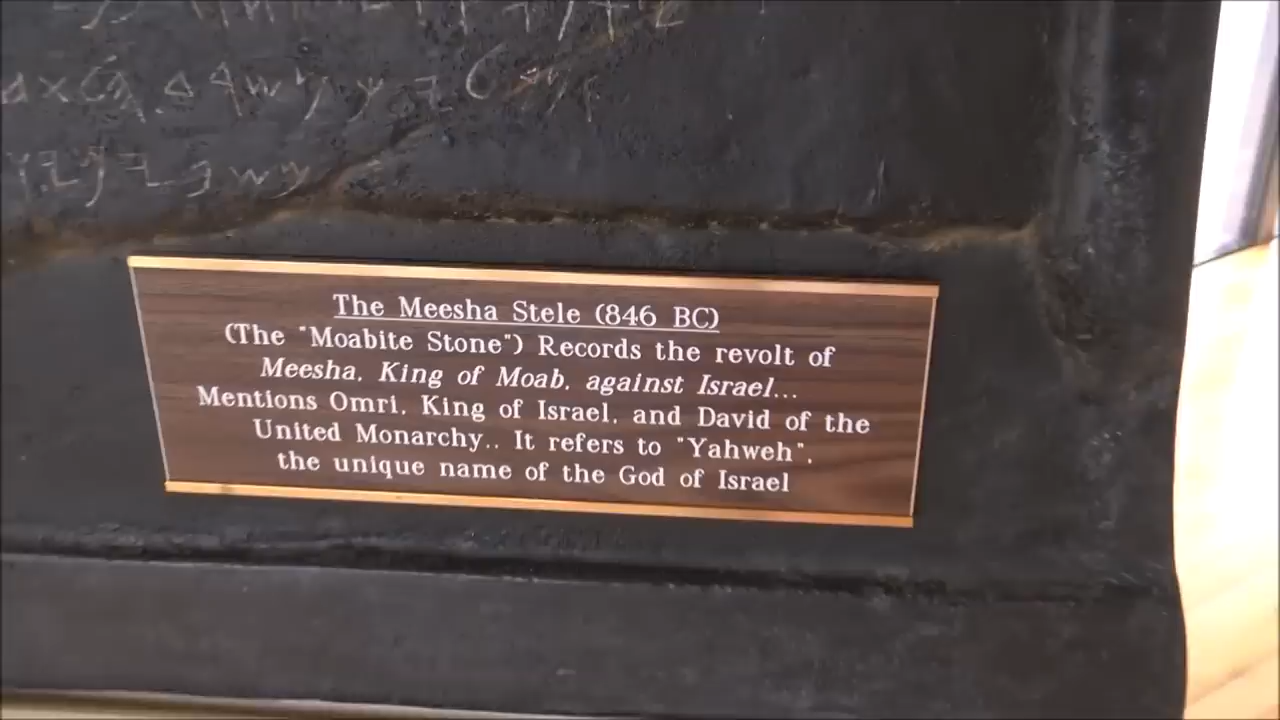 The Meesha Stele (846 BC)
(The "Moabite Stone") Records the revolt of
Meesha, King of Moab, against Israel...
Mentions Omri, King of Israel, and David of the
United Monarchy.. It refers to "Yahweh",
the unique name of the God of Israel